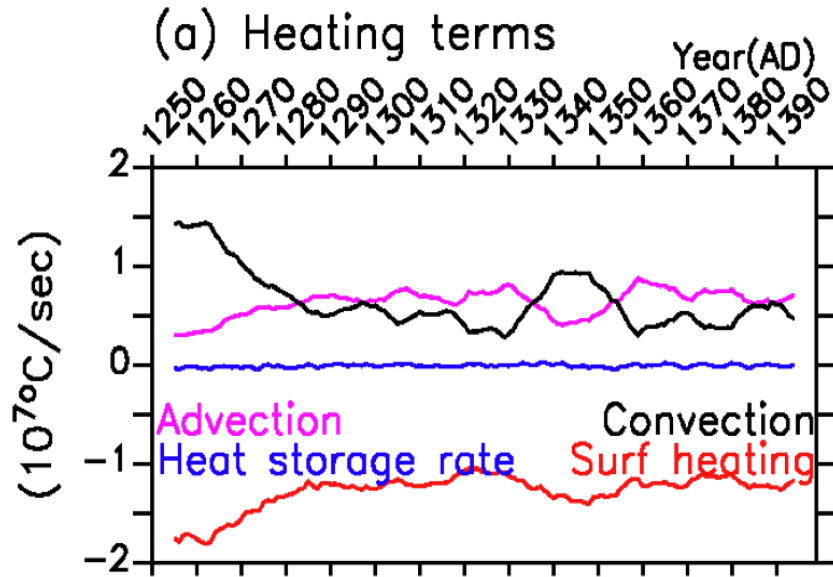 (a) Heating terms
Year(AD)
1250 1260 1270 1280 1290 1300 1310 1320 1330 1340 1350 1360 1370 1380 1390
2
1
0
-1
-2
(10⁷°C/sec)
Advection
Convection
Heat storage rate
Surf heating